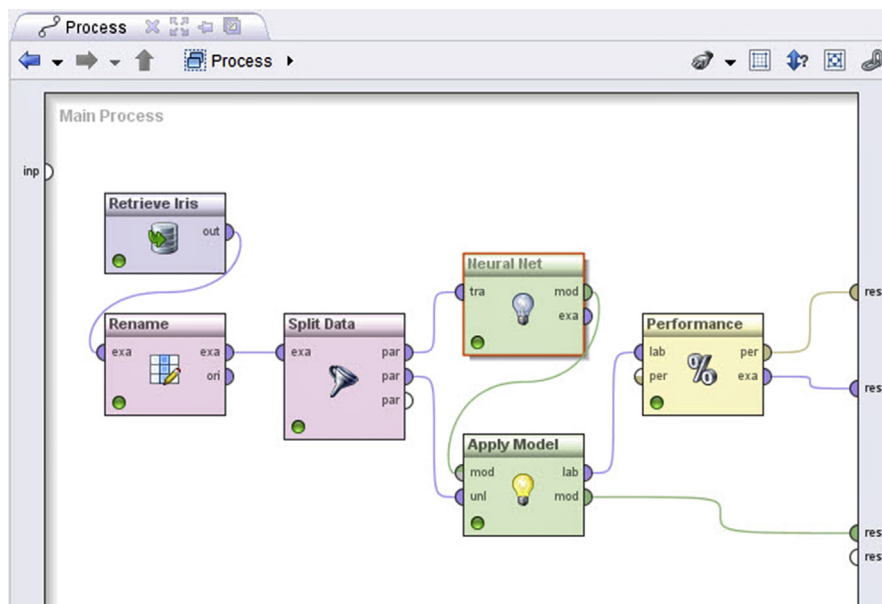 Process
Process
Main Process
inp
Retrieve Iris
out
Rename
exa exa
ori
Split Data
exa par
par
par
Neural Net
tra mod
exa
Apply Model
mod lab
unl mod
Performance
lab per
per exa
res
res
res
res